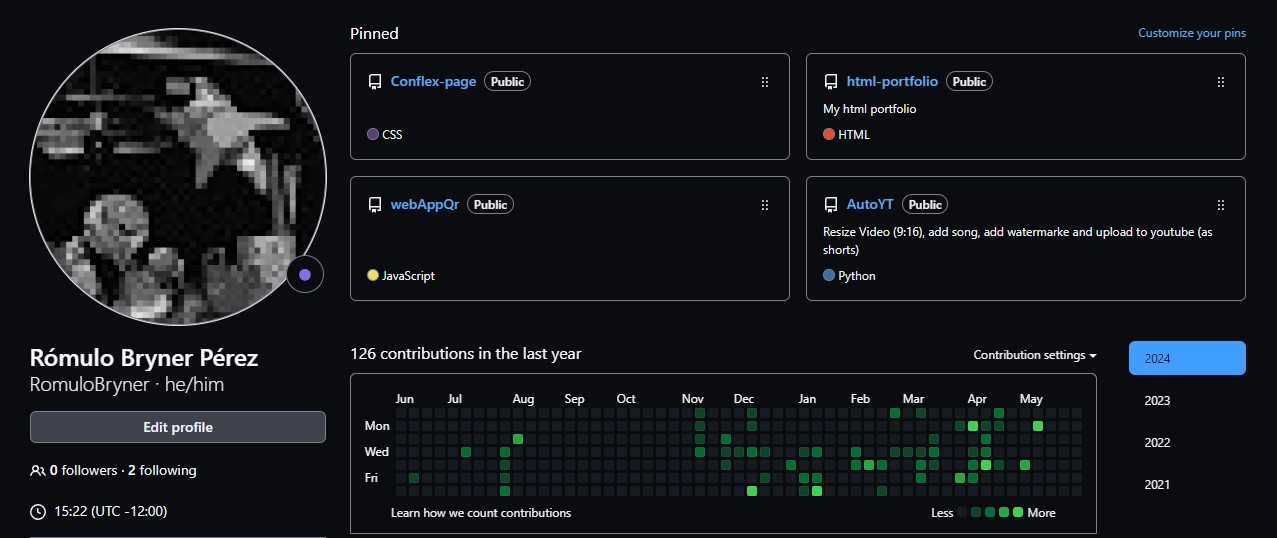 Pinned
Customize your pins
Conflex-page Public
CSS
html-portfolio Public
My html portfolio
HTML
webAppQr Public
JavaScript
AutoYT Public
Resize Video (9:16), add song, add watermarke and upload to youtube (as
shorts)
Python
Rómulo Bryner Pérez
RomuloBryner · he/him
Edit profile
0 followers · 2 following
15:22 (UTC -12:00)
126 contributions in the last year
Contribution settings
Jun Jul Aug Sep Oct Nov Dec Jan Feb Mar Apr May
Mon
Wed
Fri
Learn how we count contributions
Less More
2024
2023
2022
2021